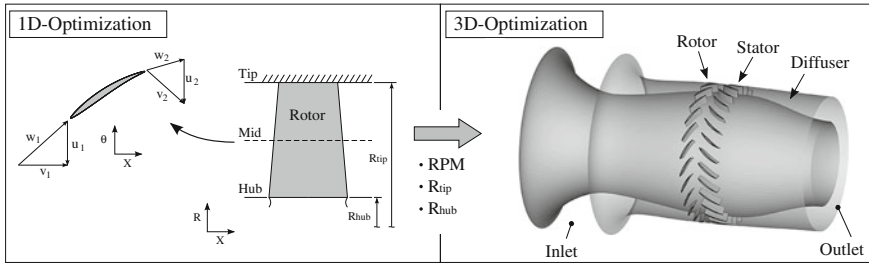 1D-Optimization
w2
u2
v2
w1
u1
v1
θ
X
Tip
Rotor
Mid
Hub
Rtip
Rhub
R
X
· RPM
· Rtip
· Rhub
3D-Optimization
Rotor
Stator
Diffuser
Inlet
Outlet